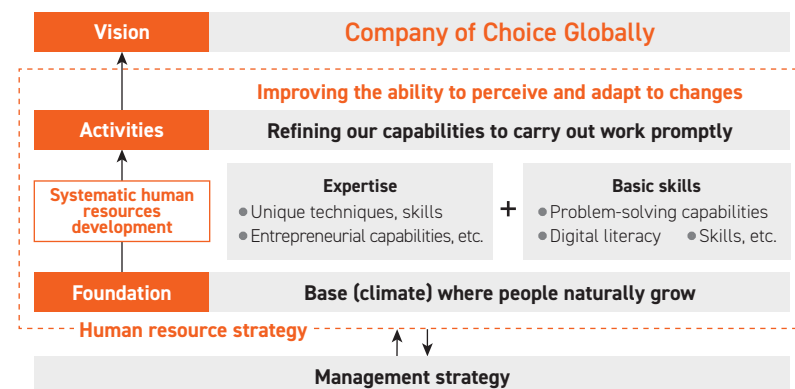 Vision
Company of Choice Globally
Improving the ability to perceive and adapt to changes
Activities
Refining our capabilities to carry out work promptly
Systematic human
resources
development
Expertise
● Unique techniques, skills
● Entrepreneurial capabilities, etc.
+
Basic skills
● Problem-solving capabilities
● Digital literacy ● Skills, etc.
Foundation
Base (climate) where people naturally grow
Human resource strategy
Management strategy